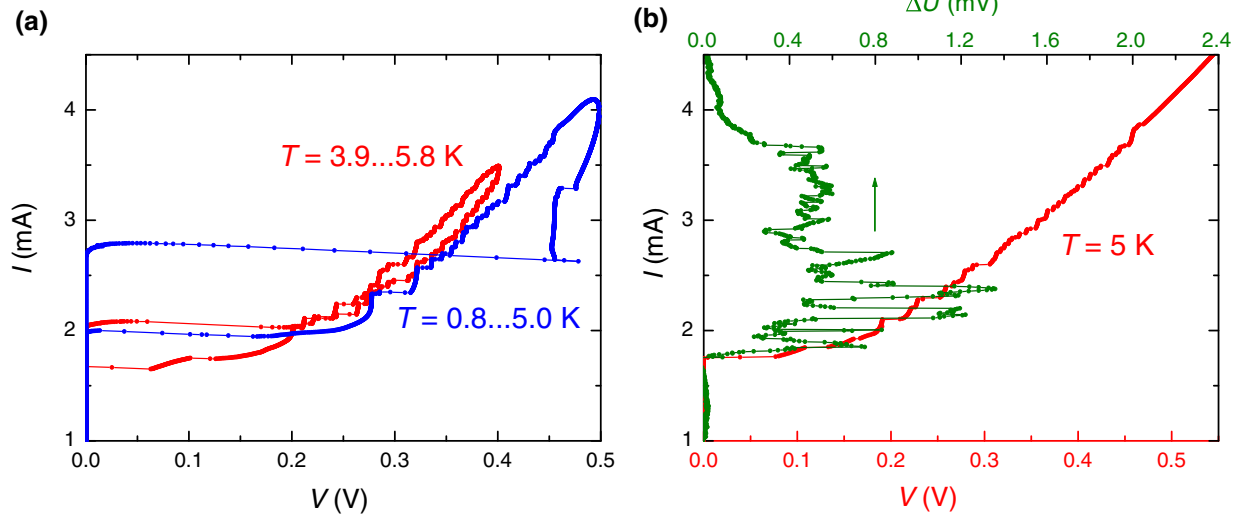 (a)
I (mA)
4
3
2
1
0.0 0.1 0.2 0.3 0.4 0.5
V (V)
T = 3.9...5.8 K
T = 0.8...5.0 K
(b)
ΔU (mV)
0.0 0.4 0.8 1.2 1.6 2.0 2.4
I (mA)
4
3
2
1
0.0 0.1 0.2 0.3 0.4 0.5
V (V)
T = 5 K